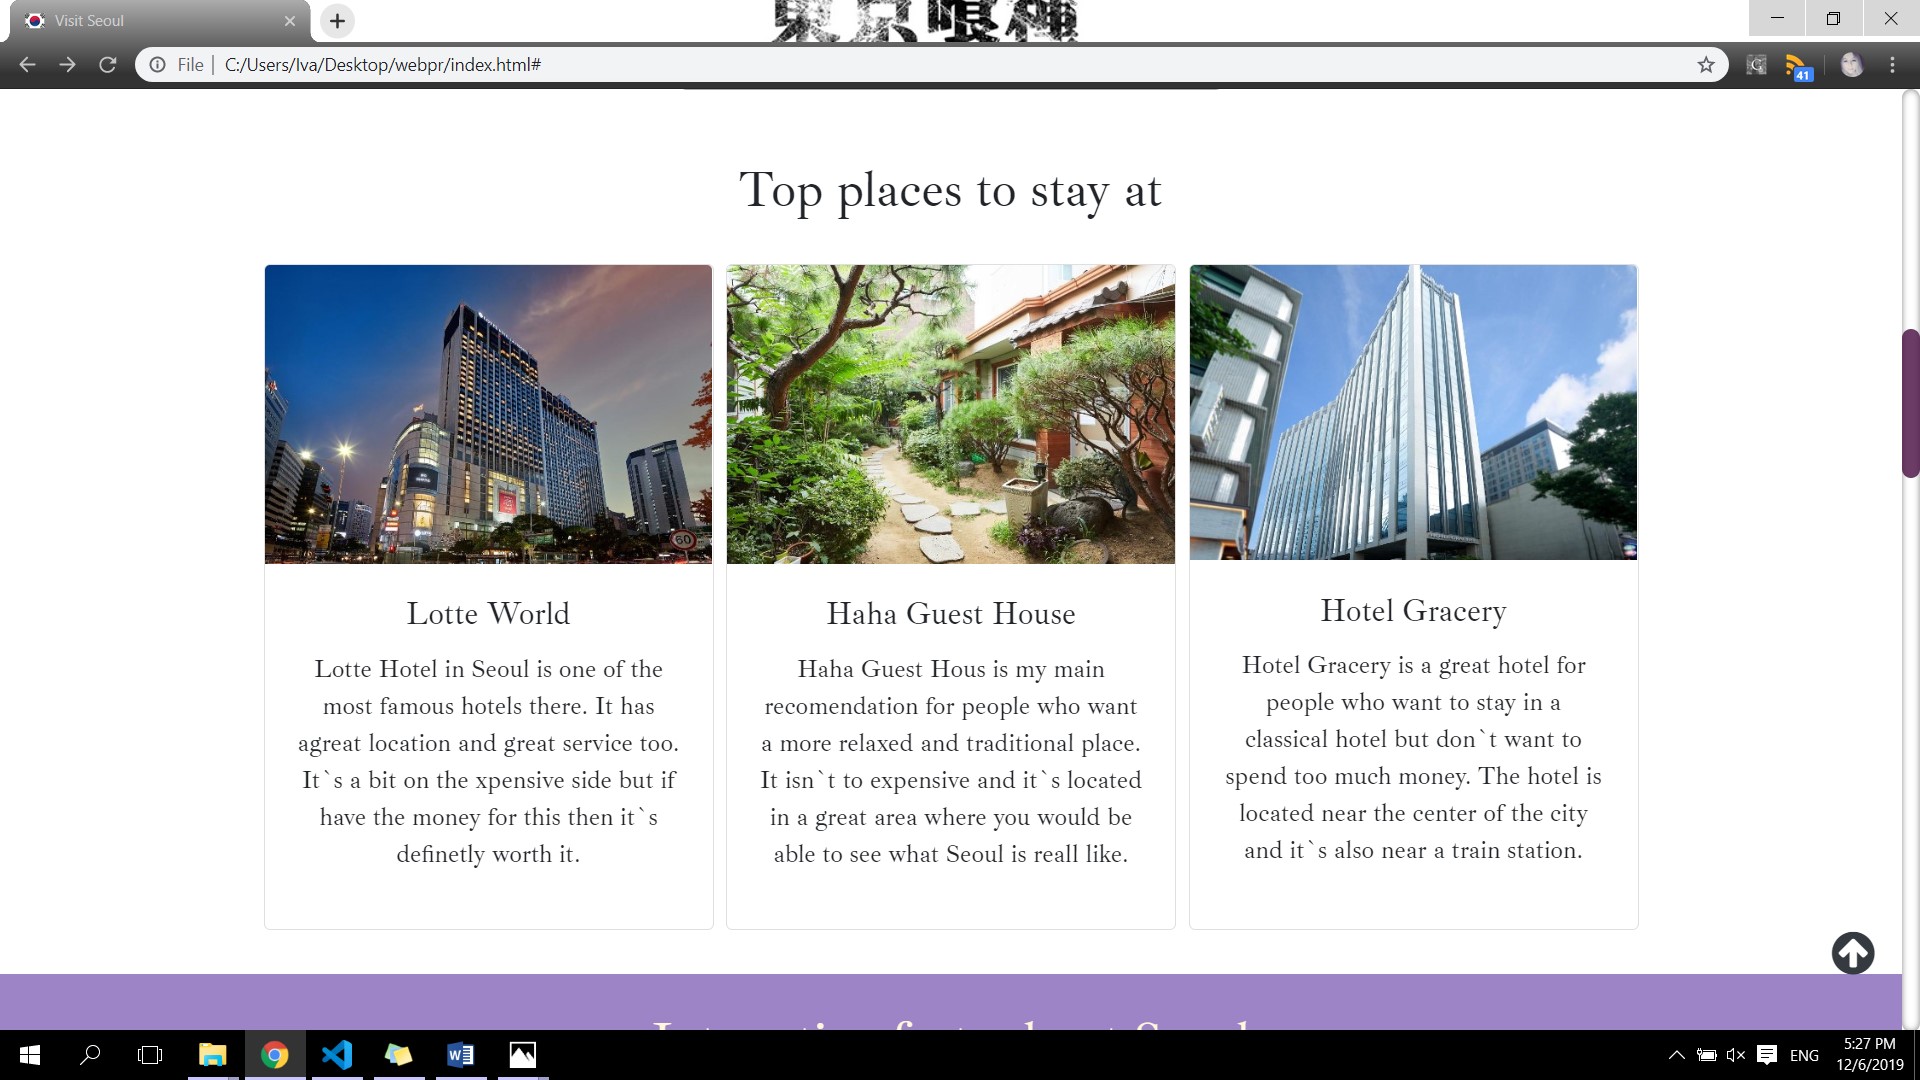 Visit Seoul
東京喰種
File | C:/Users/Iva/Desktop/webpr/index.html#
41
Top places to stay at
60
Lotte World
Lotte Hotel in Seoul is one of the
most famous hotels there. It has
agreat location and great service too.
It`s a bit on the xpensive side but if
have the money for this then it`s
definetly worth it.
Haha Guest House
Haha Guest Hous is my main
recomendation for people who want
a more relaxed and traditional place.
It isn`t to expensive and it`s located
in a great area where you would be
able to see what Seoul is reall like.
Hotel Gracery
Hotel Gracery is a great hotel for
people who want to stay in a
classical hotel but don`t want to
spend too much money. The hotel is
located near the center of the city
and it`s also near a train station.
ENG
5:27 PM
12/6/2019